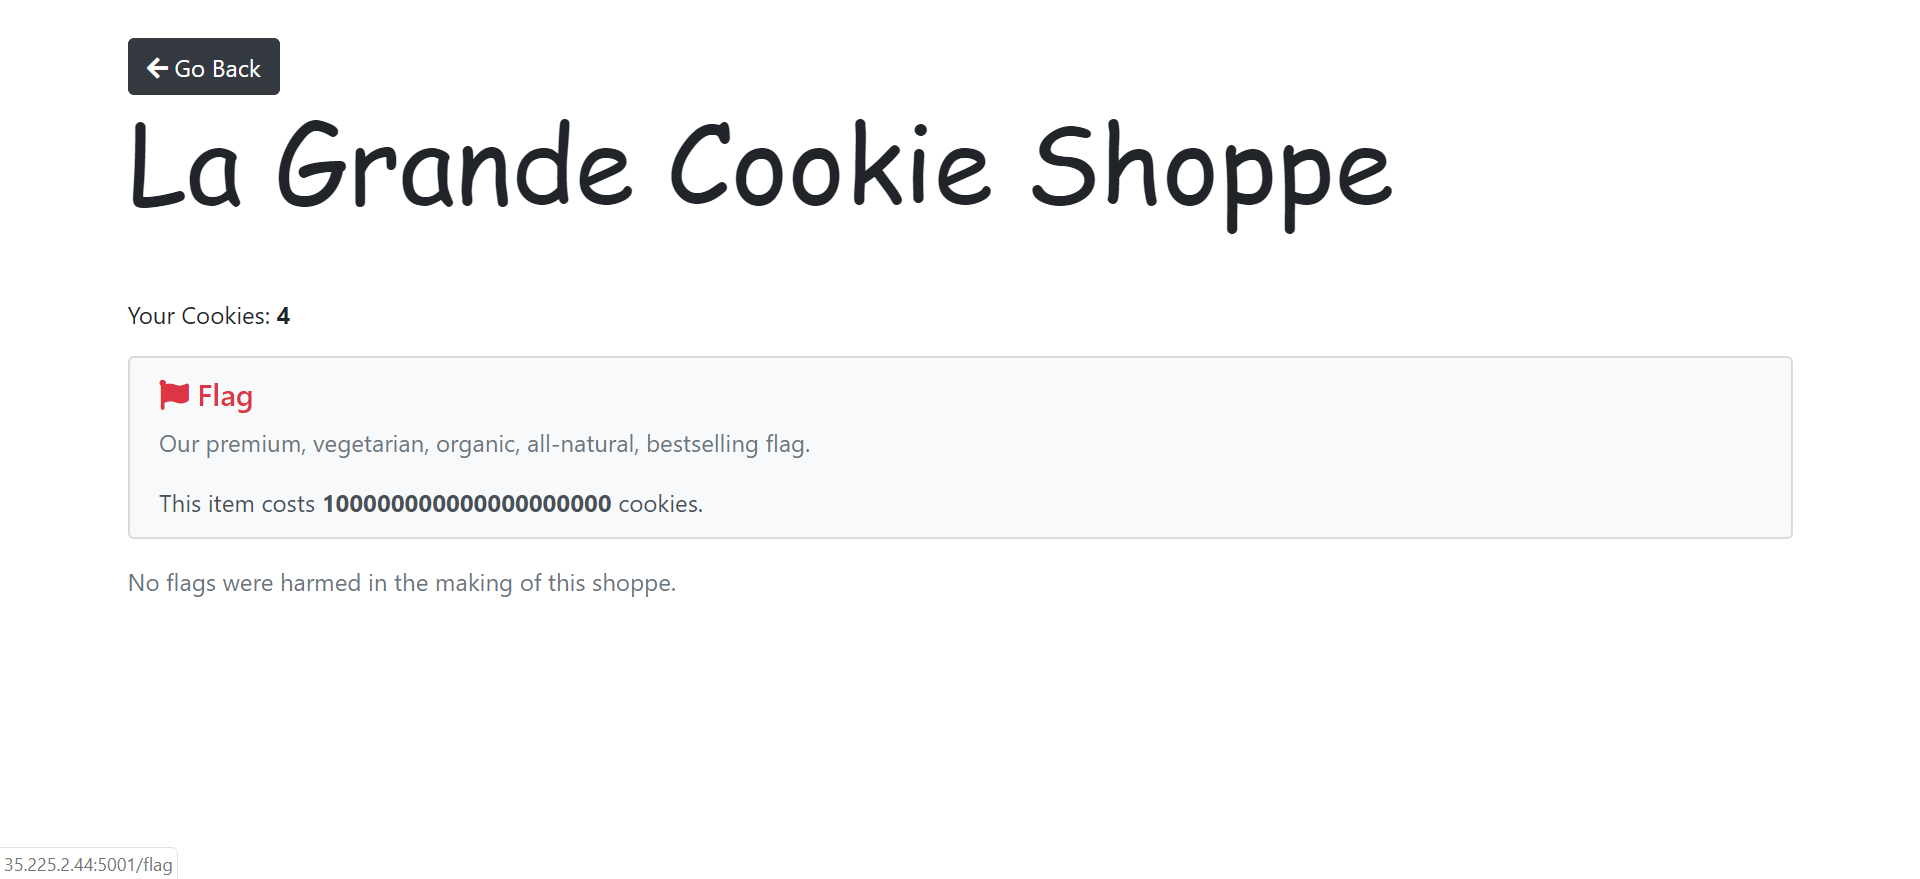 Go Back
La Grande Cookie Shoppe
Your Cookies: 4
Flag
Our premium, vegetarian, organic, all-natural, bestselling flag.
This item costs 100000000000000000000 cookies.
No flags were harmed in the making of this shoppe.
35.225.2.44:5001/flag